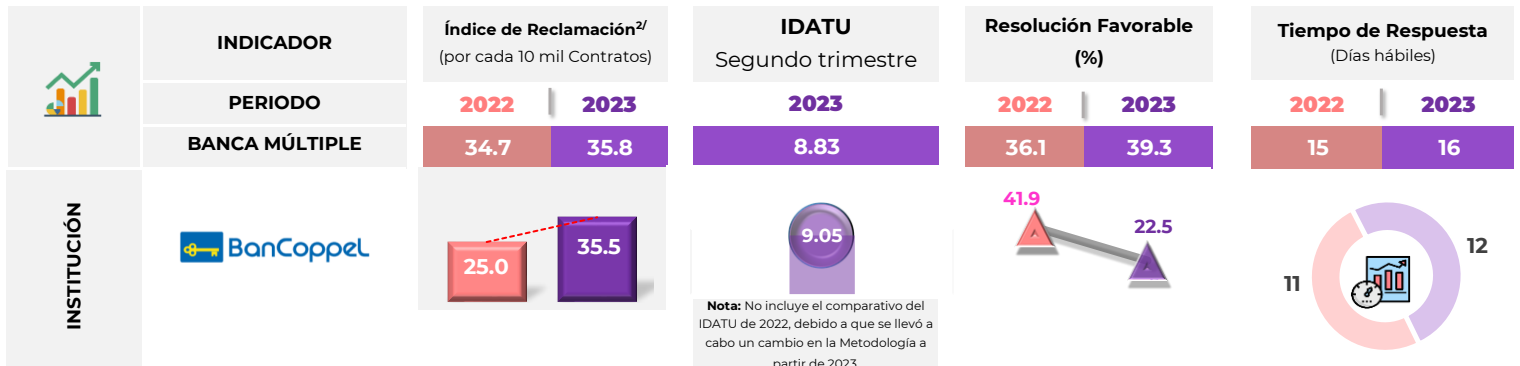 INDICADOR
Índice de Reclamación2/
(por cada 10 mil Contratos)
IDATU
Segundo trimestre
Resolución Favorable
(%)
Tiempo de Respuesta
(Días hábiles)
PERIODO
2022 2023
2023
2022 2023
2022 2023
BANCA MÚLTIPLE
34.7 35.8
8.83
36.1 39.3
15 16
INSTITUCIÓN
BanCoppel
25.0
35.5
9.05
Nota: No incluye el comparativo del
IDATU de 2022, debido a que se llevó a
cabo un cambio en la Metodología a
partir de 2023
41.9
22.5
11
12